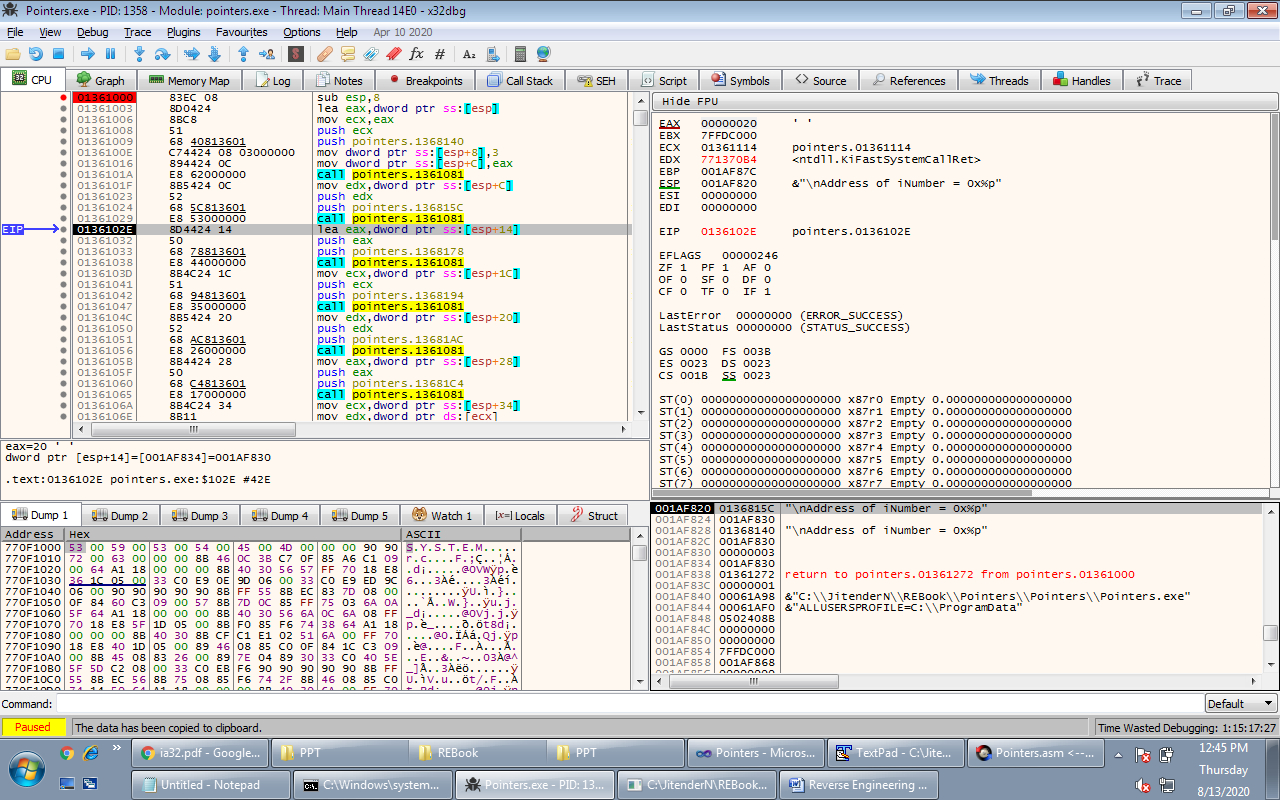 Pointers.exe - PID: 1358 - Module: pointers.exe - Thread: Main Thread 14E0 - x32dbg
File View Debug Trace Plugins Favourites Options Help Apr 10 2020
CPU Graph Memory Map Log Notes Breakpoints Call Stack SEH Script Symbols Source References Threads Handles Trace
01361000 83EC 08 sub esp,8
01361003 8D0424 lea eax,dword ptr ss:[esp]
01361006 8BC8 mov ecx,eax
01361008 51 push ecx
01361009 68 40813601 push pointers.1368140
0136100E C74424 08 03000000 mov dword ptr ss:[esp+8],3
01361016 894424 0C mov dword ptr ss:[esp+C],eax
0136101A E8 62000000 call pointers.1361081
0136101F 8B5424 0C mov edx,dword ptr ss:[esp+C]
01361023 52 push edx
01361024 68 5C813601 push pointers.136815C
01361029 E8 53000000 call pointers.1361081
EIP 0136102E 8D4424 14 lea eax,dword ptr ss:[esp+14]
01361032 50 push eax
01361033 68 78813601 push pointers.1368178
01361038 E8 44000000 call pointers.1361081
0136103D 8B4C24 1C mov ecx,dword ptr ss:[esp+1C]
01361041 51 push ecx
01361042 68 94813601 push pointers.1368194
01361047 E8 35000000 call pointers.1361081
0136104C 8B5424 20 mov edx,dword ptr ss:[esp+20]
01361050 52 push edx
01361051 68 AC813601 push pointers.13681AC
01361056 E8 26000000 call pointers.1361081
0136105B 8B4424 28 mov eax,dword ptr ss:[esp+28]
0136105F 50 push eax
01361060 68 C4813601 push pointers.13681C4
01361065 E8 17000000 call pointers.1361081
0136106A 8B4C24 34 mov ecx,dword ptr ss:[esp+34]
0136106E 8B11 mov edx,dword ptr ds:[ecx]
eax=20 ' '
dword ptr [esp+14]=[001AF834]=001AF830
.text:0136102E pointers.exe:$102E #42E
Hide FPU
EAX 00000020 ' '
EBX 7FFDC000
ECX 01361114 pointers.01361114
EDX 771370B4 <ntdll.KiFastSystemCallRet>
EBP 001AF87C
ESP 001AF820 &"\nAddress of iNumber = 0x%p"
ESI 00000000
EDI 00000000
EIP 0136102E pointers.0136102E
EFLAGS 00000246
ZF 1 PF 1 AF 0
OF 0 SF 0 DF 0
CF 0 TF 0 IF 1
LastError 00000000 (ERROR_SUCCESS)
LastStatus 00000000 (STATUS_SUCCESS)
GS 0000 FS 003B
ES 0023 DS 0023
CS 001B SS 0023
ST(0) 00000000000000000000 x87r0 Empty 0.000000000000000000
ST(1) 00000000000000000000 x87r1 Empty 0.000000000000000000
ST(2) 00000000000000000000 x87r2 Empty 0.000000000000000000
ST(3) 00000000000000000000 x87r3 Empty 0.000000000000000000
ST(4) 00000000000000000000 x87r4 Empty 0.000000000000000000
ST(5) 00000000000000000000 x87r5 Empty 0.000000000000000000
ST(6) 00000000000000000000 x87r6 Empty 0.000000000000000000
ST(7) 00000000000000000000 x87r7 Empty 0.000000000000000000
Dump 1 Dump 2 Dump 3 Dump 4 Dump 5 Watch 1 [x=] Locals Struct
Address Hex ASCII
770F1000 53 00 59 00 53 00 54 00 45 00 4D 00 00 00 90 90 S.Y.S.T.E.M.....
770F1010 72 00 63 00 00 00 8B 46 0C 3B C7 0F 85 A6 C1 09
770F1020 00 64 A1 18 00 00 00 8B 40 30 56 57 FF 70 18 E8
770F1030 36 1C 05 00 33 C0 E9 0E 9D 06 00 33 C0 E9 ED 9C
770F1040 06 00 90 90 90 90 90 8B FF 55 8B EC 83 7D 08 00
770F1050 0F 84 60 C3 09 00 57 8B 7D 0C 85 FF 75 03 6A 0A
770F1060 5F 64 A1 18 00 00 00 8B 40 30 56 6A 0C 6A 08 FF
770F1070 70 18 E8 5F 1D 05 00 8B F0 85 F6 74 38 64 A1 18
770F1080 00 00 00 8B 40 30 8B CF C1 E1 02 51 6A 00 FF 70
770F1090 18 E8 40 1D 05 00 89 46 08 85 C0 0F 84 1C C3 09
770F10A0 00 8B 45 08 83 26 00 89 7E 04 89 30 33 C0 40 5E
770F10B0 5F 5D C2 08 00 33 C0 EB F6 90 90 90 90 90 8B FF
770F10C0 55 8B EC 56 8B 75 08 85 F6 74 2F 8B 46 08 85 C0
001AF820 0136815C "\nAddress of iNumber = 0x%p"
001AF824 001AF830
001AF828 01368140 "\nAddress of iNumber = 0x%p"
001AF82C 001AF830
001AF830 00000003
001AF834 001AF830
001AF838 01361272 return to pointers.01361272 from pointers.01361000
001AF83C 00000001
001AF840 00061A98 &"C:\\JitenderN\\REBook\\Pointers\\Pointers\\Pointers.exe"
001AF844 00061AF0 &"ALLUSERSPROFILE=C:\\ProgramData"
001AF848 0502408B
001AF84C 00000000
001AF850 00000000
001AF854 7FFDC000
001AF858 001AF868
Command: Default
Paused The data has been copied to clipboard. Time Wasted Debugging: 1:15:17:27
ia32.pdf - Google... PPT REBook PPT Pointers - Micros... TextPad - C:\Jite... Pointers.asm <--...
Untitled - Notepad C:\Windows\system... Pointers.exe - PID: 13... C:\JitenderN\REBook... Reverse Engineering ...
12:45 PM
Thursday
8/13/2020